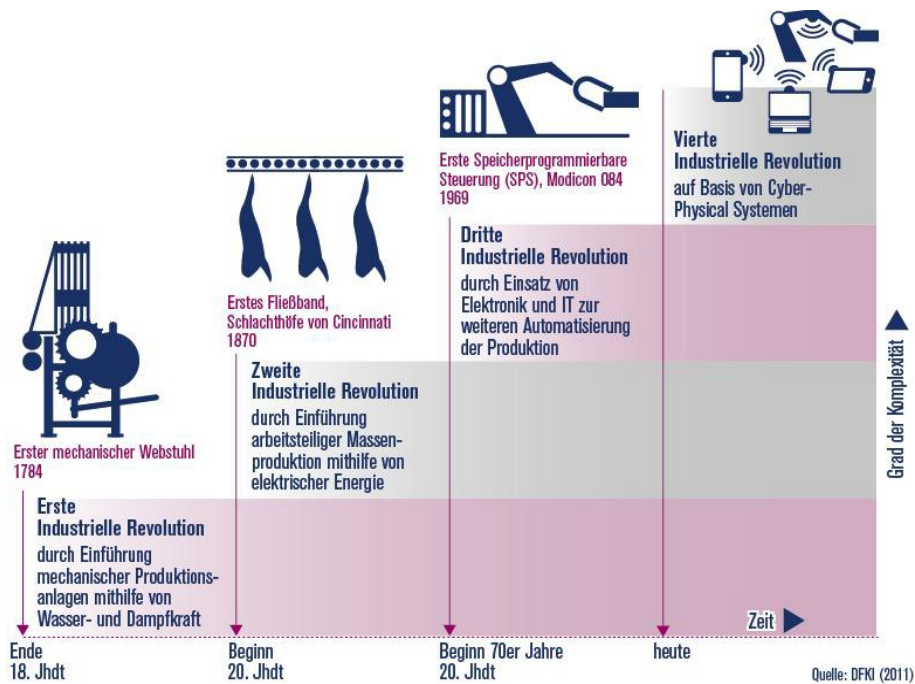 Vierte
Industrielle Revolution
auf Basis von Cyber-
Physical Systemen
Erste Speicherprogrammierbare
Steuerung (SPS), Modicon 084
1969
Dritte
Industrielle Revolution
durch Einsatz von
Elektronik und IT zur
weiteren Automatisierung
der Produktion
Erstes Fließband,
Schlachthöfe von Cincinnati
1870
Zweite
Industrielle Revolution
durch Einführung
arbeitsteiliger Massen-
produktion mithilfe von
elektrischer Energie
Erster mechanischer Webstuhl
1784
Erste
Industrielle Revolution
durch Einführung
mechanischer Produktions-
anlagen mithilfe von
Wasser- und Dampfkraft
Grad der Komplexität
Zeit
Ende
18. Jhdt
Beginn
20. Jhdt
Beginn 70er Jahre
20. Jhdt
heute
Quelle: DFKI (2011)